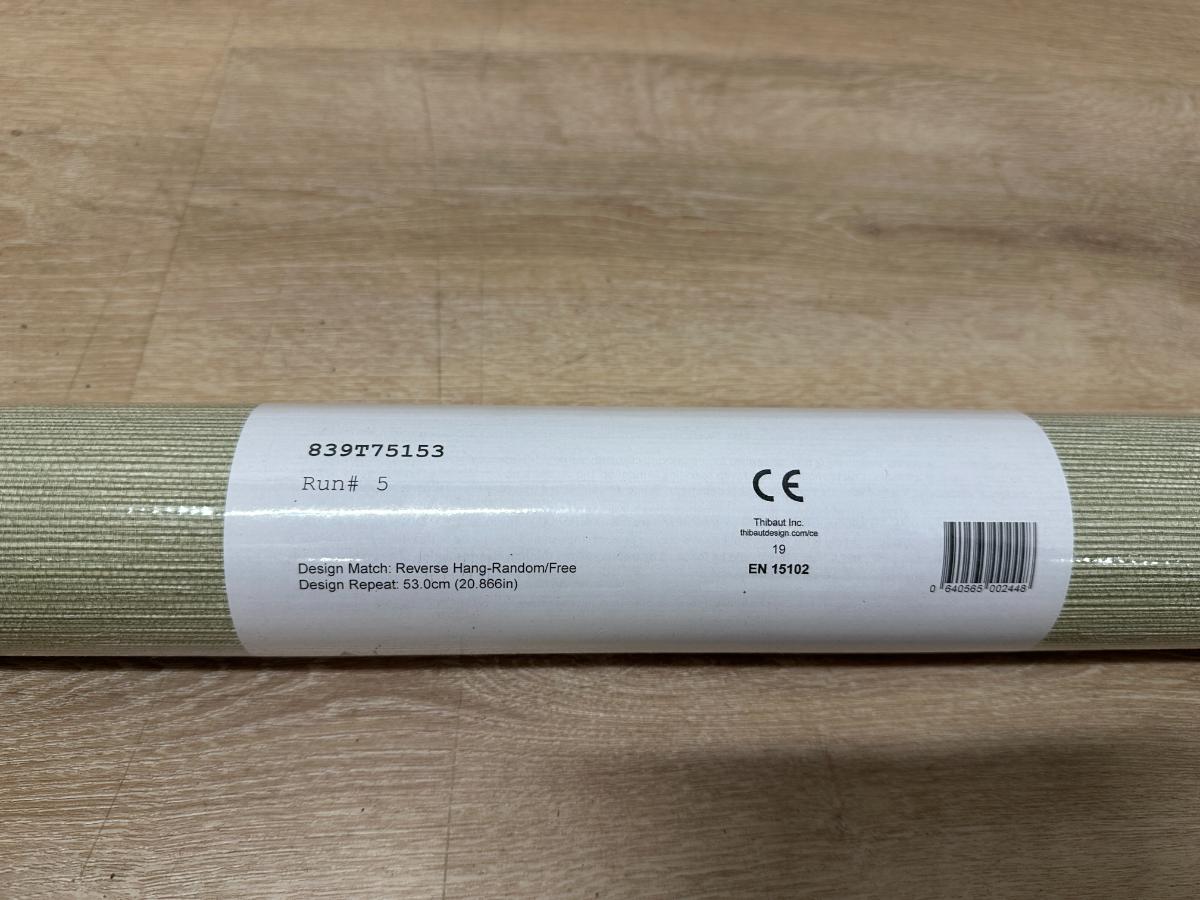 839T75153
Run# 5
Design Match: Reverse Hang-Random/Free
Design Repeat: 53.0cm (20.866in)
CE
Thibaut Inc.
thibautdesign.com/ce
19
EN 15102
0 640565 002448